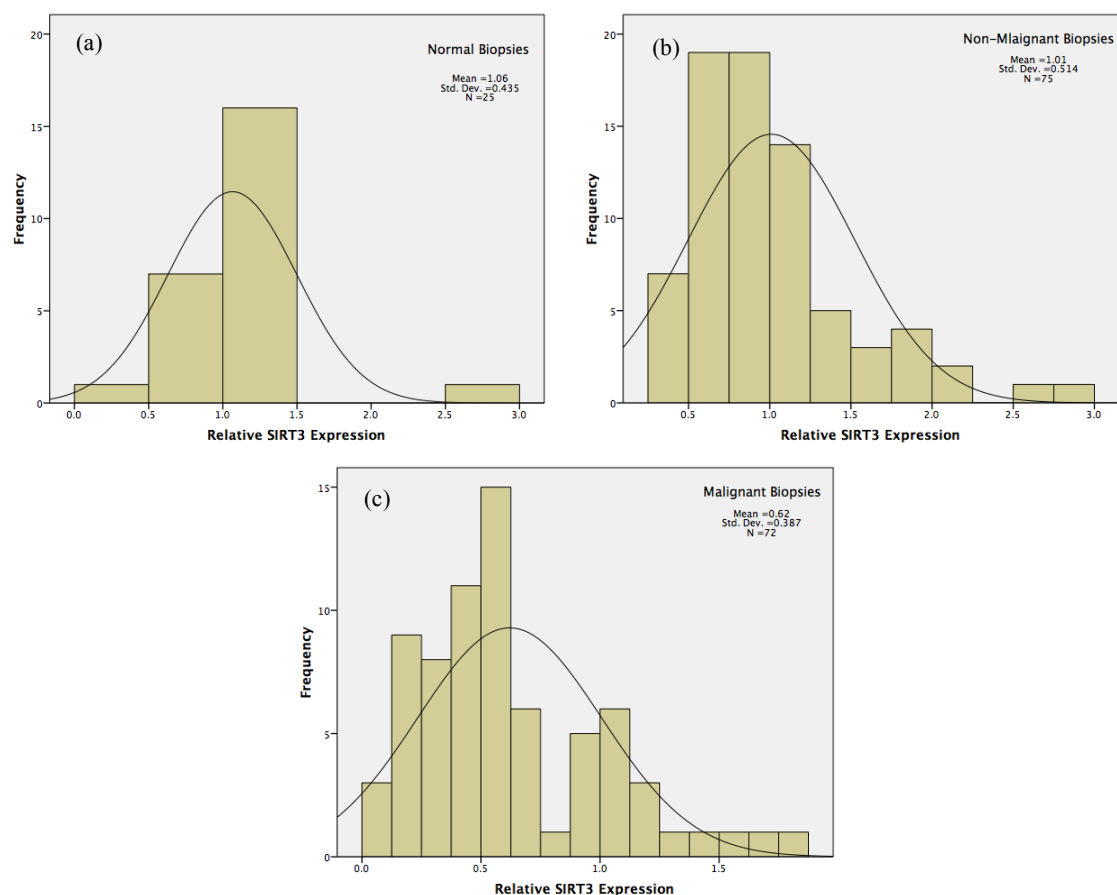 (a)
Normal Biopsies
Mean =1.06
Std. Dev. =0.435
N =25
20
15
10
5
0
Frequency
0.0 0.5 1.0 1.5 2.0 2.5 3.0
Relative SIRT3 Expression
(b)
Non-Mlaignant Biopsies
Mean =1.01
Std. Dev. =0.514
N =75
20
15
10
5
0
Frequency
0.5 1.0 1.5 2.0 2.5 3.0
Relative SIRT3 Expression
(c)
Malignant Biopsies
Mean =0.62
Std. Dev. =0.387
N =72
15
10
5
0
Frequency
0.0 0.5 1.0 1.5
Relative SIRT3 Expression